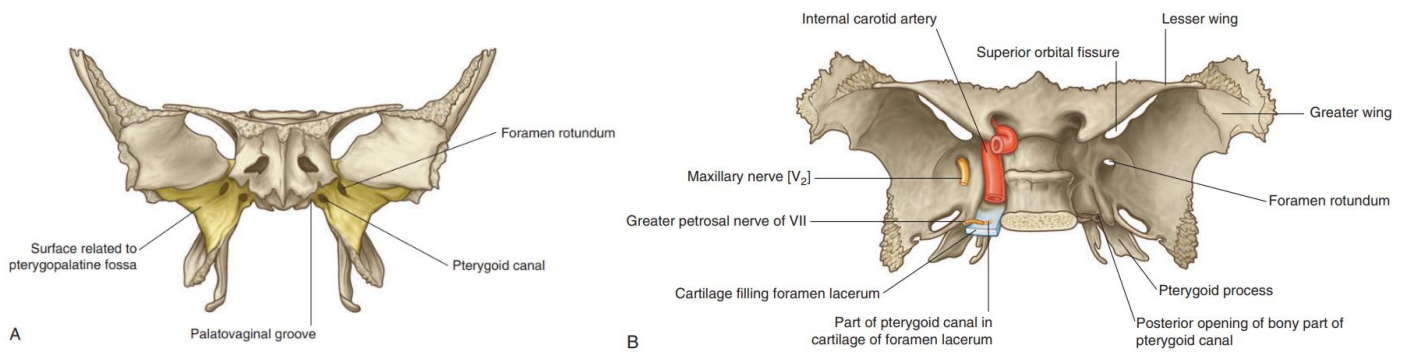 Foramen rotundum
Surface related to
pterygopalatine fossa
Pterygoid canal
Palatovaginal groove
A
Internal carotid artery
Lesser wing
Superior orbital fissure
Greater wing
Maxillary nerve [V2]
Foramen rotundum
Greater petrosal nerve of VII
Cartilage filling foramen lacerum
Pterygoid process
Part of pterygoid canal in
cartilage of foramen lacerum
Posterior opening of bony part of
pterygoid canal
B